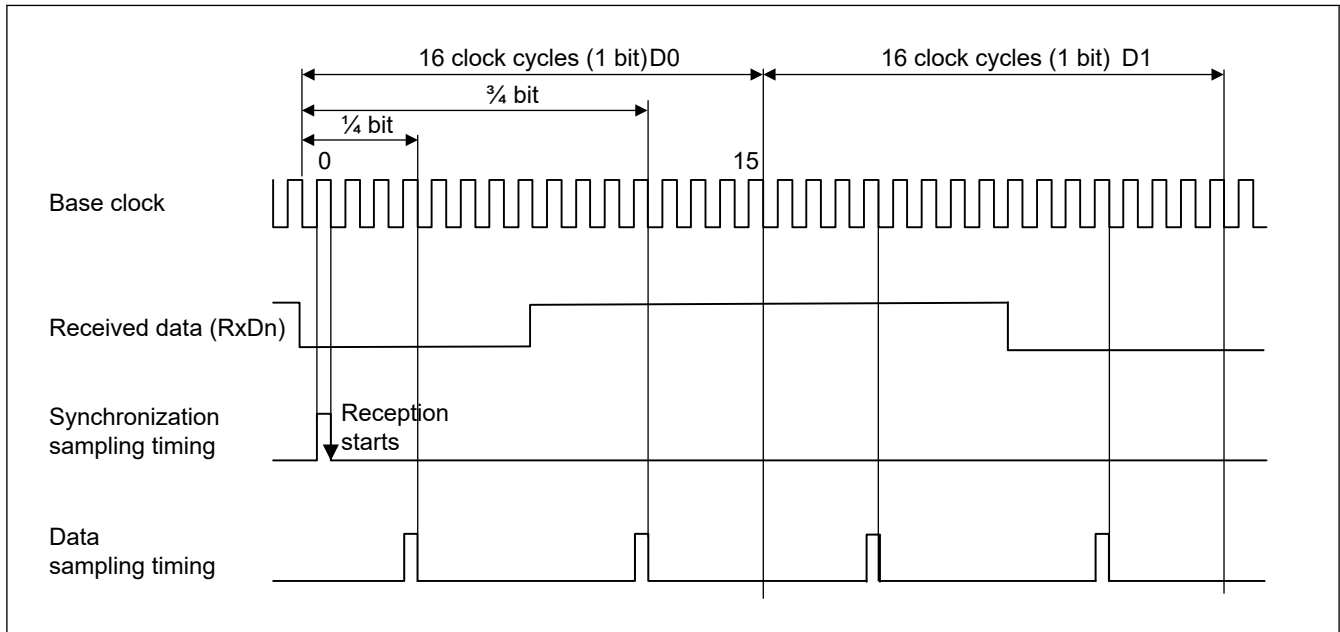 16 clock cycles (1 bit)D0
16 clock cycles (1 bit) D1
¾ bit
¼ bit
0
15
Base clock
Received data (RxDn)
Synchronization
sampling timing
Reception
starts
Data
sampling timing